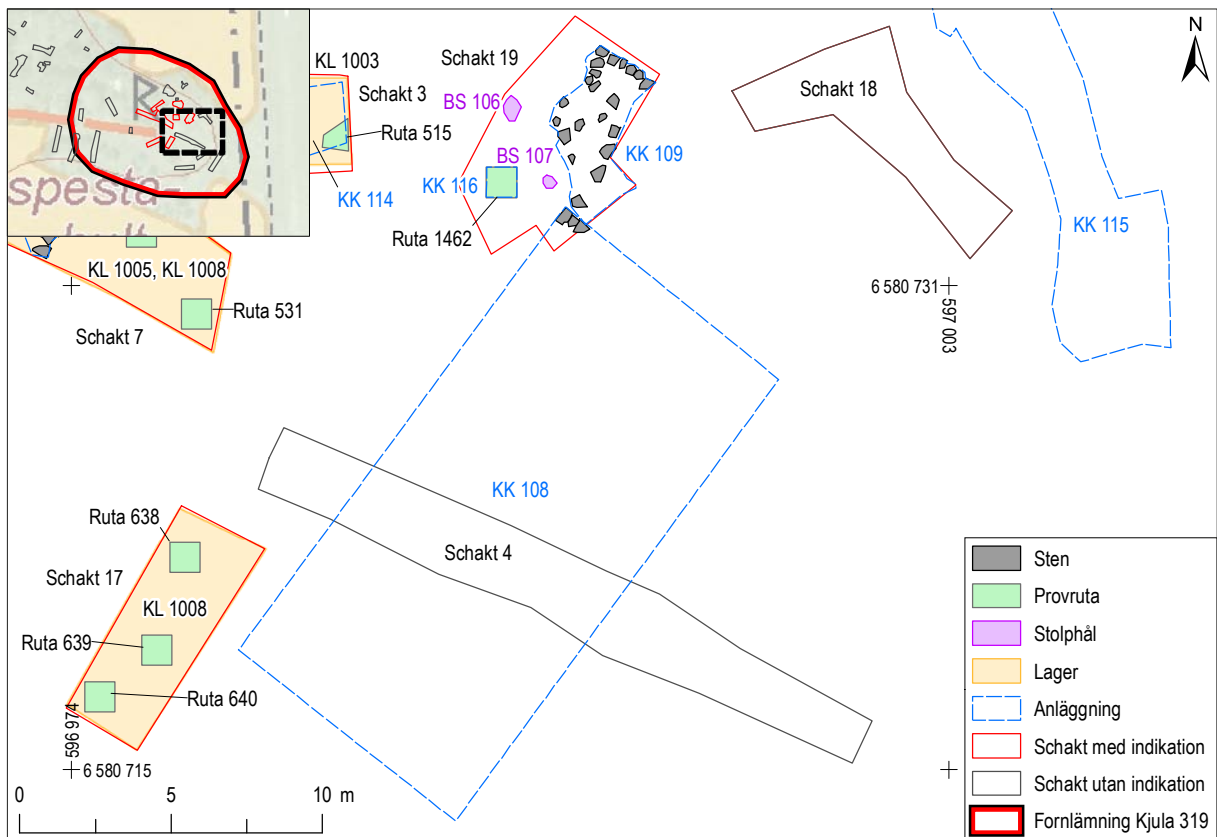 R
spesta-
KL 1003
Schakt 3
Ruta 515
KK 114
Schakt 19
BS 106
BS 107
KK 116
Ruta 1462
KK 109
Schakt 18
N
KK 115
KL 1005, KL 1008
Ruta 531
Schakt 7
6 580 731
597 003
KK 108
Schakt 4
Ruta 638
Schakt 17
KL 1008
Ruta 639
Ruta 640
596 974
6 580 715
0 5 10 m
Sten
Provruta
Stolphål
Lager
Anläggning
Schakt med indikation
Schakt utan indikation
Fornlämning Kjula 319